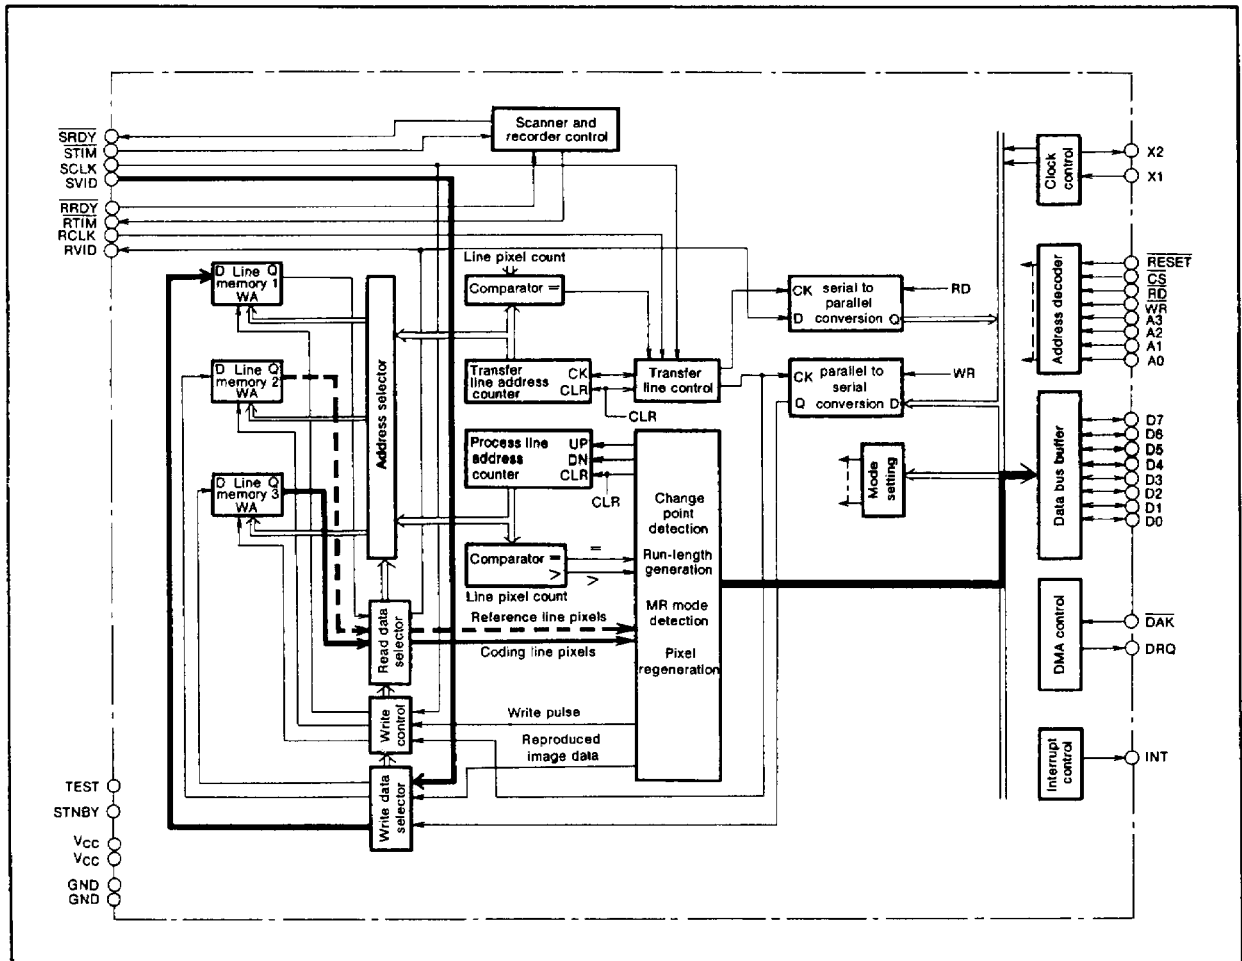 Scanner and
recorder control
SRDY
STIM
SCLK
SVID
RRDY
RTIM
RCLK
RVID
Clock
control
X2
X1
D Line Q
memory 1
WA
Line pixel count
Comparator =
CK serial to
parallel
D conversion Q
RD
Address decoder
RESET
CS
RD
WR
A3
A2
A1
A0
D Line Q
memory 2
WA
Address selector
Transfer CK
line address
counter CLR
CLR
Transfer
line control
CK parallel to
Q serial
conversion D
WR
Process line UP
address DN
counter CLR
CLR
D Line Q
memory 3
WA
Comparator =
>
=
>
Line pixel count
Change
point
detection
Run-length
generation
MR mode
detection
Pixel
regeneration
Mode
setting
Data bus buffer
D7
D6
D5
D4
D3
D2
D1
D0
Read data
selector
Reference line pixels
Coding line pixels
DMA control
DAK
DRQ
Write
control
Write pulse
Reproduced
image data
Write data
selector
Interrupt
control
INT
TEST
STNBY
VCC
VCC
GND
GND